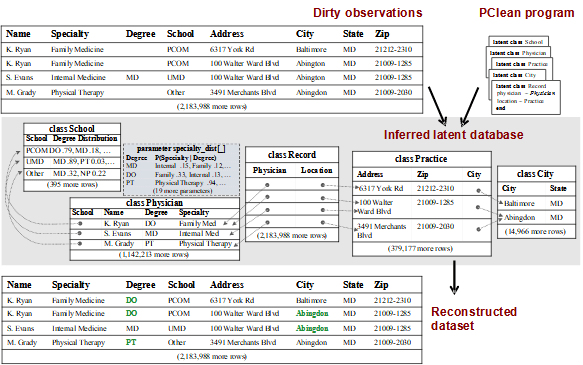 Dirty observations
PClean program
Name Specialty Degree School Address City State Zip
K. Ryan Family Medicine PCOM 6317 York Rd Baltimore MD 21212-2310
K. Ryan Family Medicine PCOM 100 Walter Ward Blvd Abington MD 21009-1285
S. Evans Internal Medicine MD UMD 100 Walter Ward Blvd Abington MD 21009-1285
M. Grady Physical Therapy Other 3491 Merchants Blvd Abingdon MD 21009-2030
(2,183,988 more rows)
latent class School
latent class Physician
latent class Practice
latent class City
latent class Record
physician ~ Physician
location ~ Practice
end
Inferred latent database
class School
School Degree Distribution
PCOM DO .79, MD .18, ...
UMD MD .89, PT 0.03,...
Other MD .32, NP 0.22
(395 more rows)
parameter specialty_dist[_]
Degree P(Specialty | Degree)
MD Internal .15, Family .12,...
DO Family .33, Internal .13,...
PT Physical Therapy .94, ...
(19 more parameters)
class Physician
School Name Degree Specialty
K. Ryan DO Family Med
S. Evans MD Internal Med
M. Grady PT Physical Therapy
(1,142,213 more rows)
class Record
Physician Location
(2,183,988 more rows)
class Practice
Address Zip City
6317 York Rd 21212-2310
100 Walter 21009-1285
Ward Blvd
3491 Merchants 21009-2030
Blvd
(379,177 more rows)
class City
City State
Baltimore MD
Abingdon MD
(14,966 more rows)
Reconstructed
dataset
Name Specialty Degree School Address City State Zip
K. Ryan Family Medicine DO PCOM 6317 York Rd Baltimore MD 21212-2310
K. Ryan Family Medicine DO PCOM 100 Walter Ward Blvd Abingdon MD 21009-1285
S. Evans Internal Medicine MD UMD 100 Walter Ward Blvd Abingdon MD 21009-1285
M. Grady Physical Therapy PT Other 3491 Merchants Blvd Abingdon MD 21009-2030
(2,183,988 more rows)